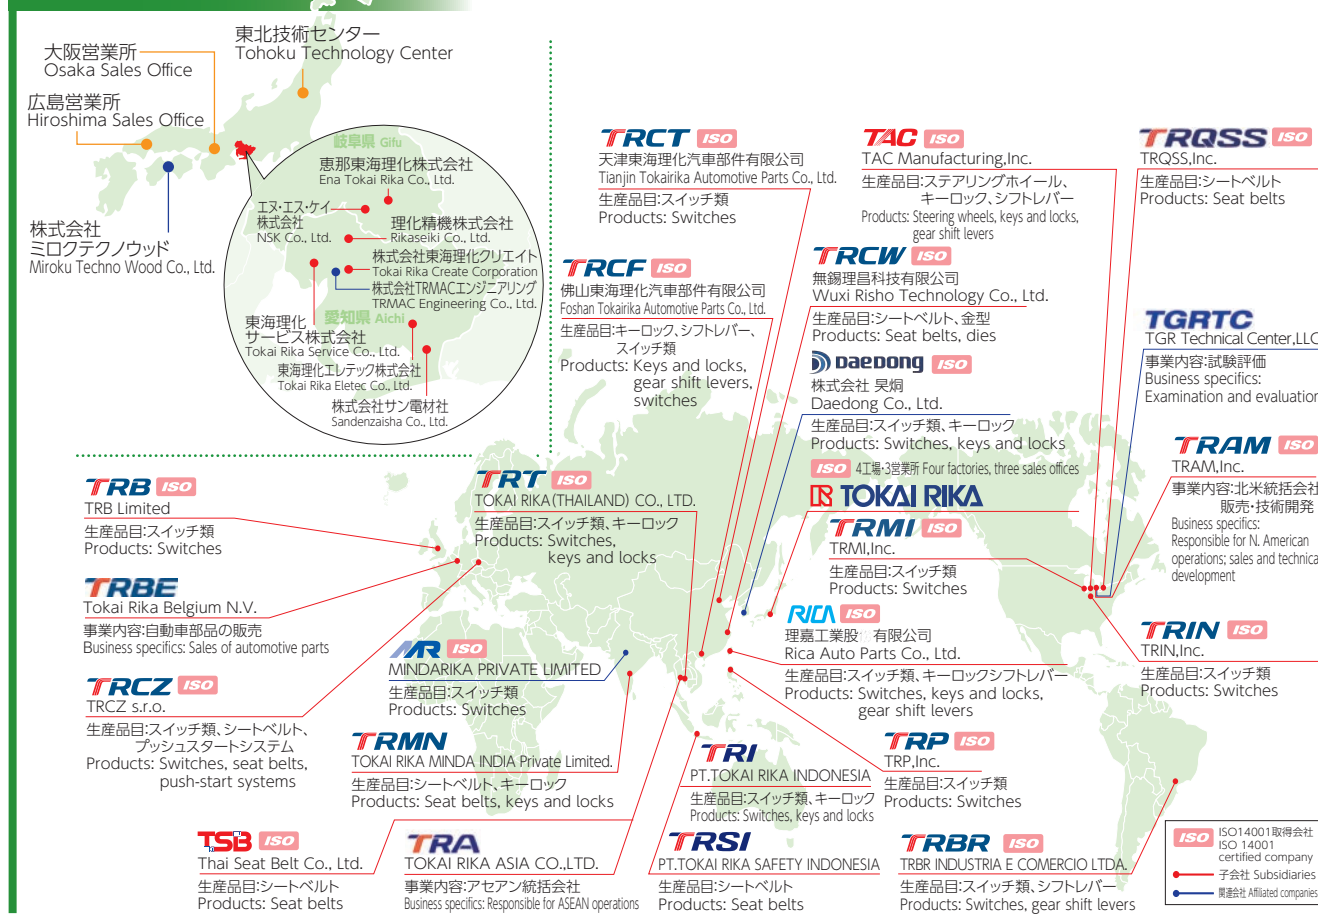 東北技術センター
Tohoku Technology Center
大阪営業所
Osaka Sales Office
広島営業所
Hiroshima Sales Office
株式会社
ミロクテクノウッド
Miroku Techno Wood Co., Ltd.
岐阜県 Gifu
恵那東海理化株式会社
Ena Tokai Rika Co., Ltd.
エヌ・エス・ケイ
株式会社
NSK Co., Ltd.
理化精機株式会社
Rikaseiki Co., Ltd.
株式会社東海理化クリエイト
Tokai Rika Create Corporation
株式会社TRMACエンジニアリング
TRMAC Engineering Co., Ltd.
愛知県 Aichi
東海理化
サービス株式会社
Tokai Rika Service Co., Ltd.
東海理化エレテック株式会社
Tokai Rika Eletec Co., Ltd.
株式会社サン電材社
Sandenzaisha Co., Ltd.
TRCT ISO
天津東海理化汽車部件有限公司
Tianjin Tokairika Automotive Parts Co., Ltd.
生産品目:スイッチ類
Products: Switches
TRCF ISO
佛山東海理化汽車部件有限公司
Foshan Tokairika Automotive Parts Co., Ltd.
生産品目:キーロック、シフトレバー、
スイッチ類
Products: Keys and locks,
gear shift levers,
switches
TAC ISO
TAC Manufacturing,Inc.
生産品目:ステアリングホイール、
キーロック、シフトレバー
Products: Steering wheels, keys and locks,
gear shift levers
TRCW ISO
無錫理昌科技有限公司
Wuxi Risho Technology Co., Ltd.
生産品目:シートベルト、金型
Products: Seat belts, dies
DAEDONG ISO
株式会社 昊烔
Daedong Co., Ltd.
生産品目:スイッチ類、キーロック
Products: Switches, keys and locks
ISO 4工場・3営業所 Four factories, three sales offices
TOKAI RIKA
TRMI ISO
TRMI,Inc.
生産品目:スイッチ類
Products: Switches
RICA ISO
理嘉工業股 有限公司
Rica Auto Parts Co., Ltd.
生産品目:スイッチ類、キーロックシフトレバー
Products: Switches, keys and locks,
gear shift levers
TRQSS ISO
TRQSS,Inc.
生産品目:シートベルト
Products: Seat belts
TGRTC
TGR Technical Center,LLC
事業内容:試験評価
Business specifics:
Examination and evaluation
TRAM ISO
TRAM,Inc.
事業内容:北米統括会社
販売・技術開発
Business specifics:
Responsible for N. American
operations; sales and technica
development
TRIN ISO
TRIN,Inc.
生産品目:スイッチ類
Products: Switches
TRB ISO
TRB Limited
生産品目:スイッチ類
Products: Switches
TRBE
Tokai Rika Belgium N.V.
事業内容:自動車部品の販売
Business specifics: Sales of automotive parts
TRCZ ISO
TRCZ s.r.o.
生産品目:スイッチ類、シートベルト、
プッシュスタートシステム
Products: Switches, seat belts,
push-start systems
TRT ISO
TOKAI RIKA (THAILAND) CO., LTD.
生産品目:スイッチ類、キーロック
Products: Switches,
keys and locks
MR ISO
MINDARIKA PRIVATE LIMITED
生産品目:スイッチ類
Products: Switches
TRMN
TOKAI RIKA MINDA INDIA Private Limited.
生産品目:シートベルト、キーロック
Products: Seat belts, keys and locks
TRI
PT.TOKAI RIKA INDONESIA
生産品目:スイッチ類、キーロック
Products: Switches, keys and locks
TRP ISO
TRP,Inc.
生産品目:スイッチ類
Products: Switches
TSB ISO
Thai Seat Belt Co., Ltd.
生産品目:シートベルト
Products: Seat belts
TRA
TOKAI RIKA ASIA CO.,LTD.
事業内容:アセアン統括会社
Business specifics: Responsible for ASEAN operations
TRSI
PT.TOKAI RIKA SAFETY INDONESIA
生産品目:シートベルト
Products: Seat belts
TRBR ISO
TRBR INDUSTRIA E COMERCIO LTDA.
生産品目:スイッチ類、シフトレバー
Products: Switches, gear shift levers
ISO ISO14001取得会社
ISO 14001
certified company
子会社 Subsidiaries
関連会社 Affiliated companies